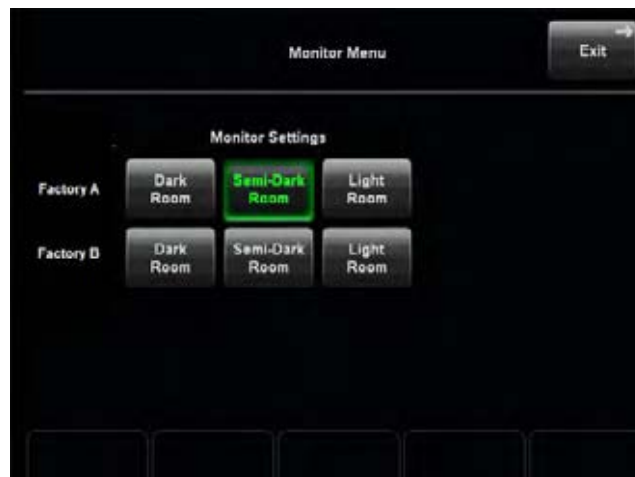 Monitor Menu
Exit
Monitor Settings
Factory A
Dark Room
Semi-Dark Room
Light Room
Factory B
Dark Room
Semi-Dark Room
Light Room